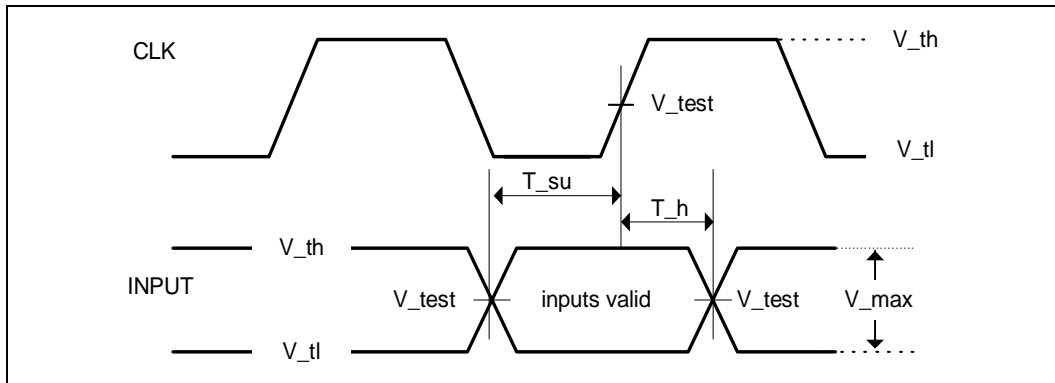 CLK
V_th
V_test
V_tl
T_su
T_h
V_th
INPUT
V_test
inputs valid
V_test
V_max
V_tl